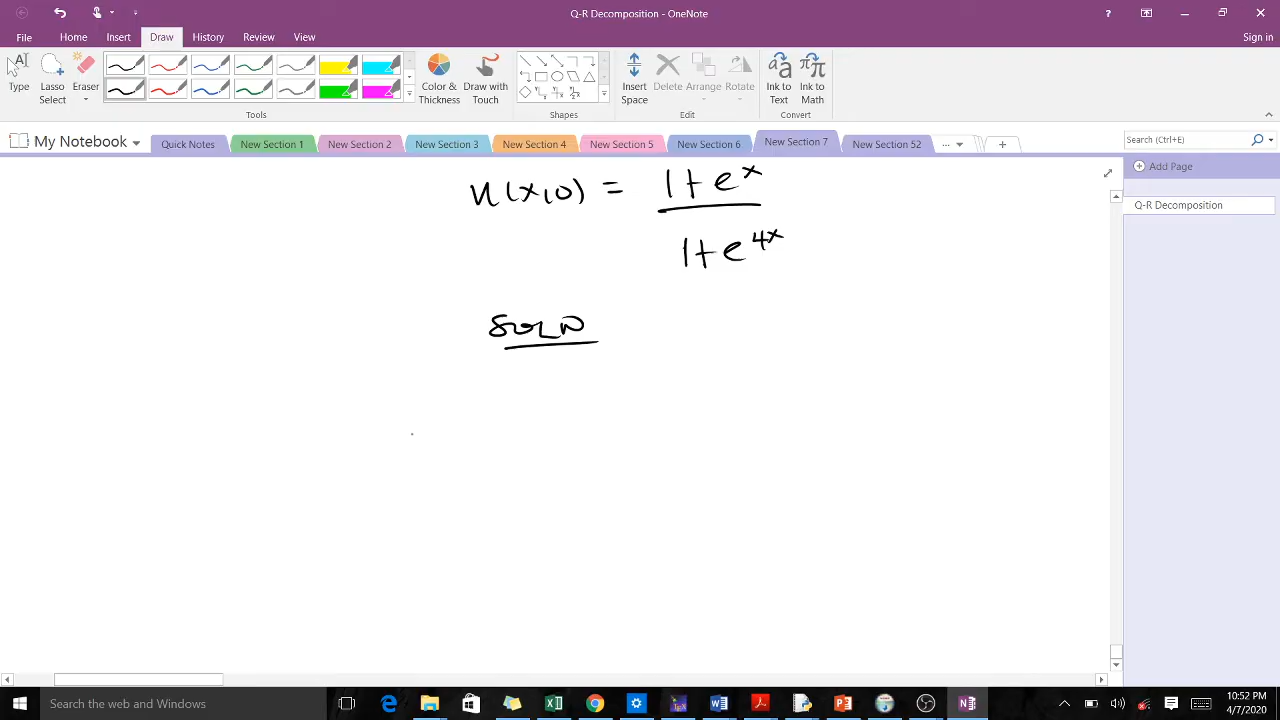 Q-R Decomposition - OneNote
File Home Insert Draw History Review View Sign in
Type Lasso Select Eraser Color & Thickness Draw with Touch Insert Space Delete Arrange Rotate Ink to Text Ink to Math
Tools Shapes Edit Convert
My Notebook Quick Notes New Section 1 New Section 2 New Section 3 New Section 4 New Section 5 New Section 6 New Section 7 New Section 52 ... + Search (Ctrl+E)
Add Page
Q-R Decomposition
u(x,0) = 1+e^x
1+e^4x
SOLN
Search the web and Windows
10:52 PM
4/7/2020